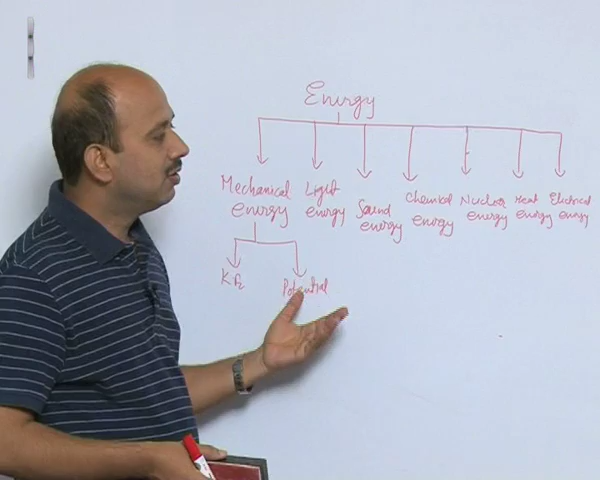 Energy
Mechanical energy
Light energy
Sound energy
Chemical energy
Nuclear energy
Heat energy
Electrical energy
K.E
Potential